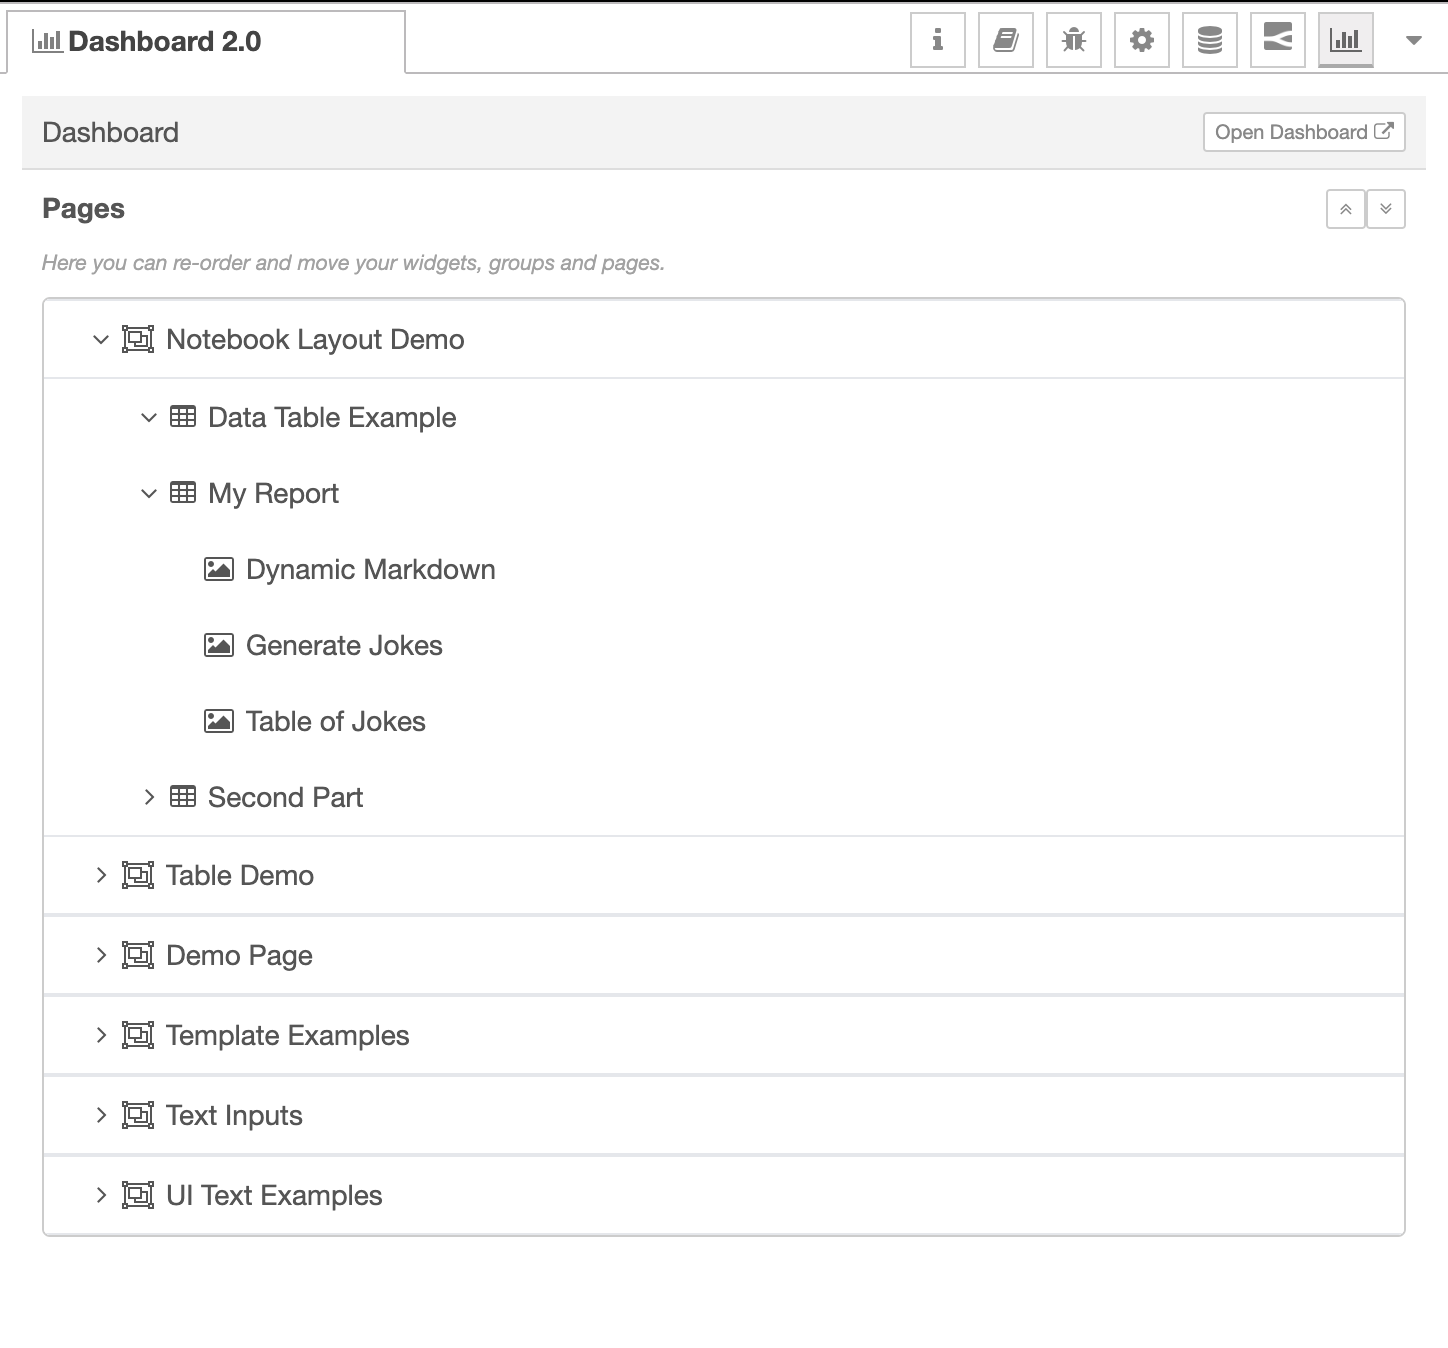 Dashboard 2.0
Dashboard
Open Dashboard
Pages
Here you can re-order and move your widgets, groups and pages.
Notebook Layout Demo
Data Table Example
My Report
Dynamic Markdown
Generate Jokes
Table of Jokes
Second Part
Table Demo
Demo Page
Template Examples
Text Inputs
UI Text Examples